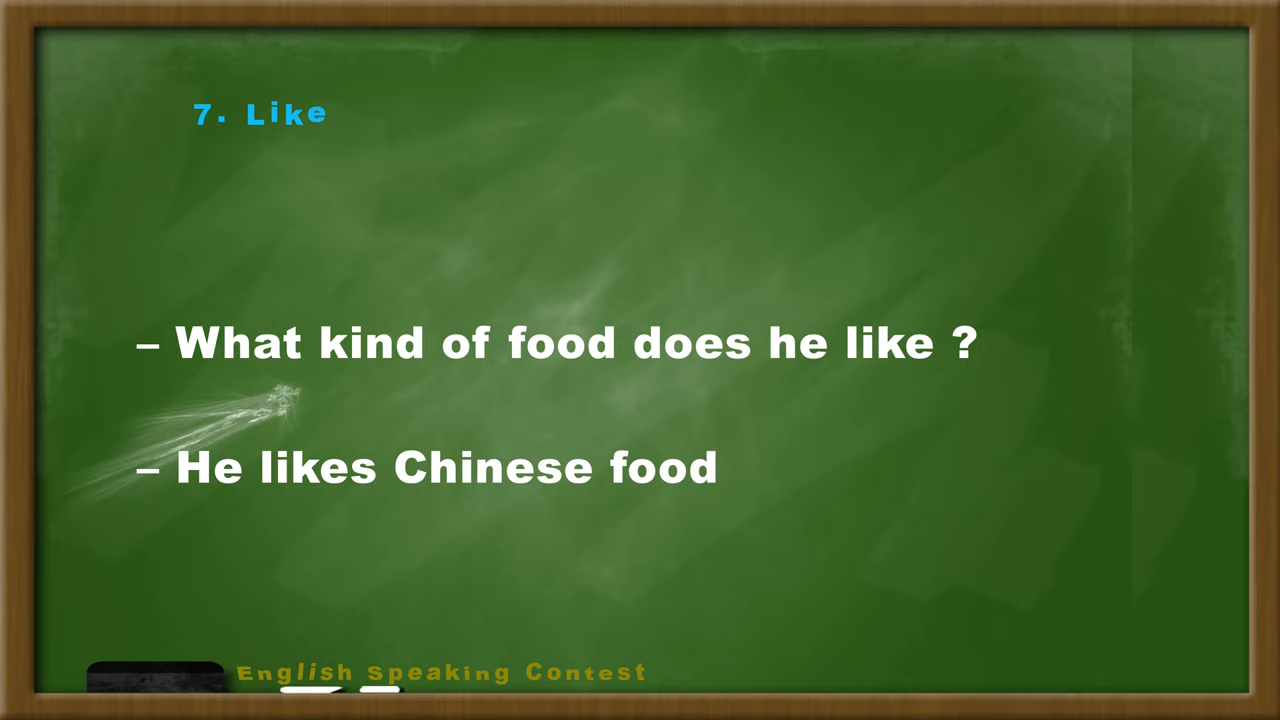 7. Like
– What kind of food does he like ?
– He likes Chinese food
English Speaking Contest